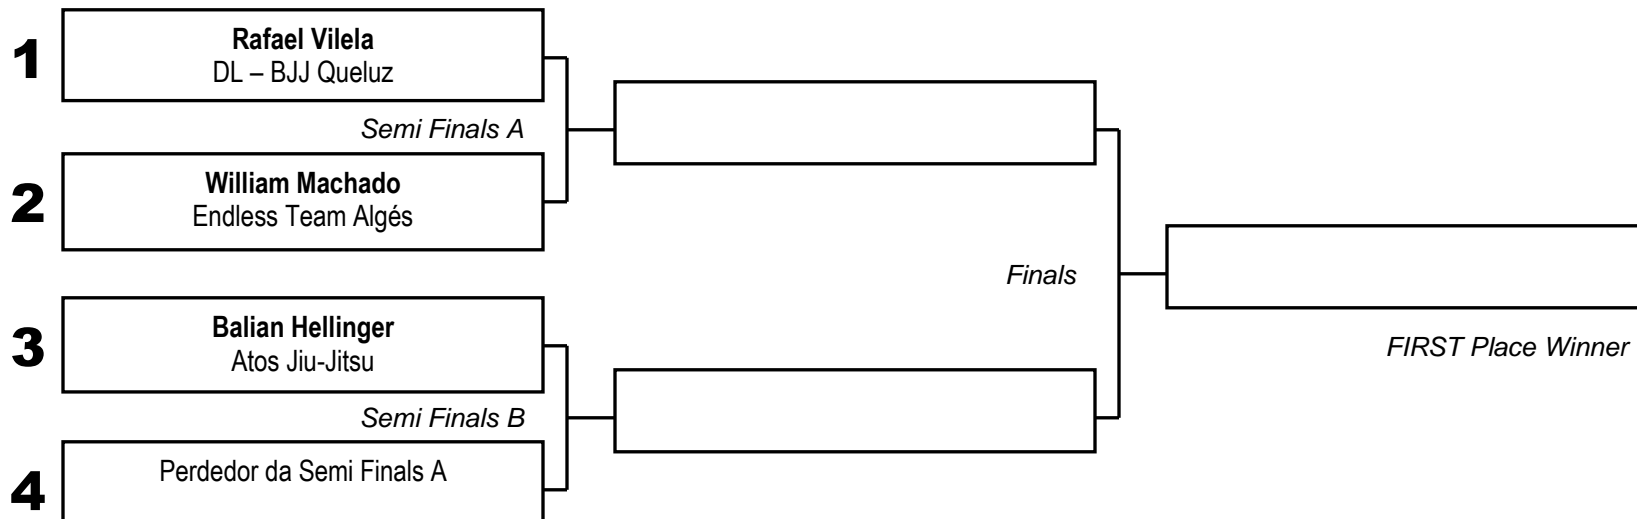 1
Rafael Vilela
DL – BJJ Queluz
Semi Finals A
2
William Machado
Endless Team Algés
Finals
3
Balian Hellinger
Atos Jiu-Jitsu
FIRST Place Winner
Semi Finals B
4
Perdedor da Semi Finals A